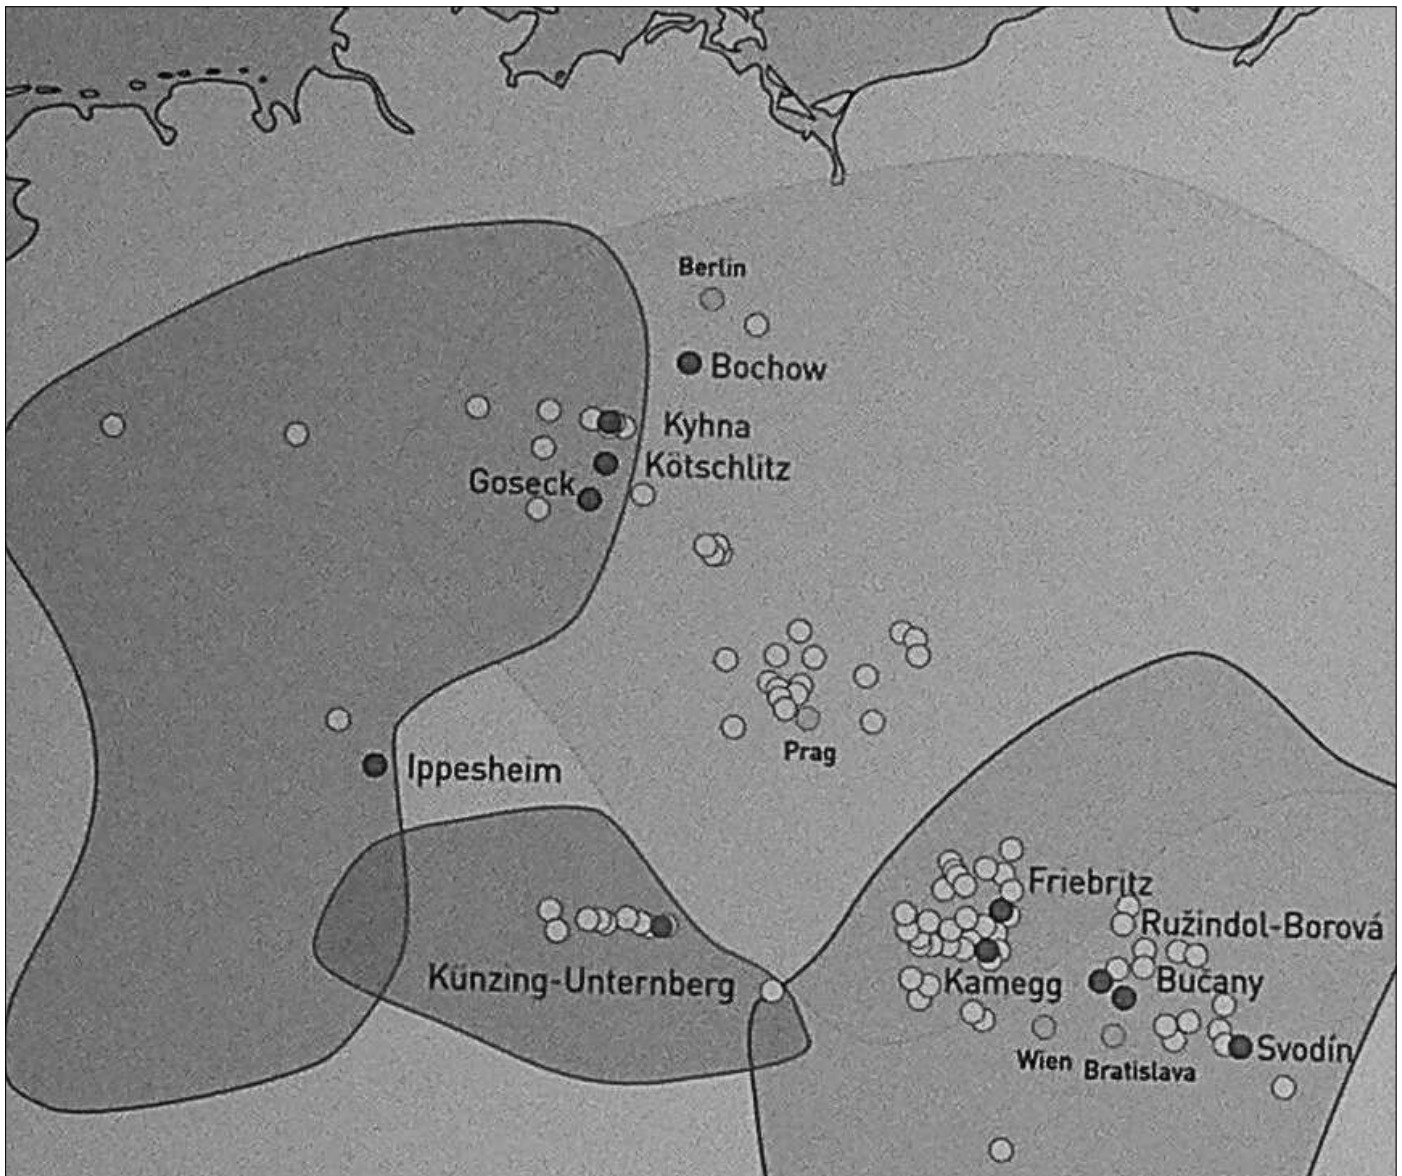 Berlin
Bochow
Kyhna
Kötschlitz
Goseck
Prag
Ippesheim
Friebritz
Ružindol-Borová
Künzing-Unternberg
Kamegg
Bučany
Svodín
Wien
Bratislava